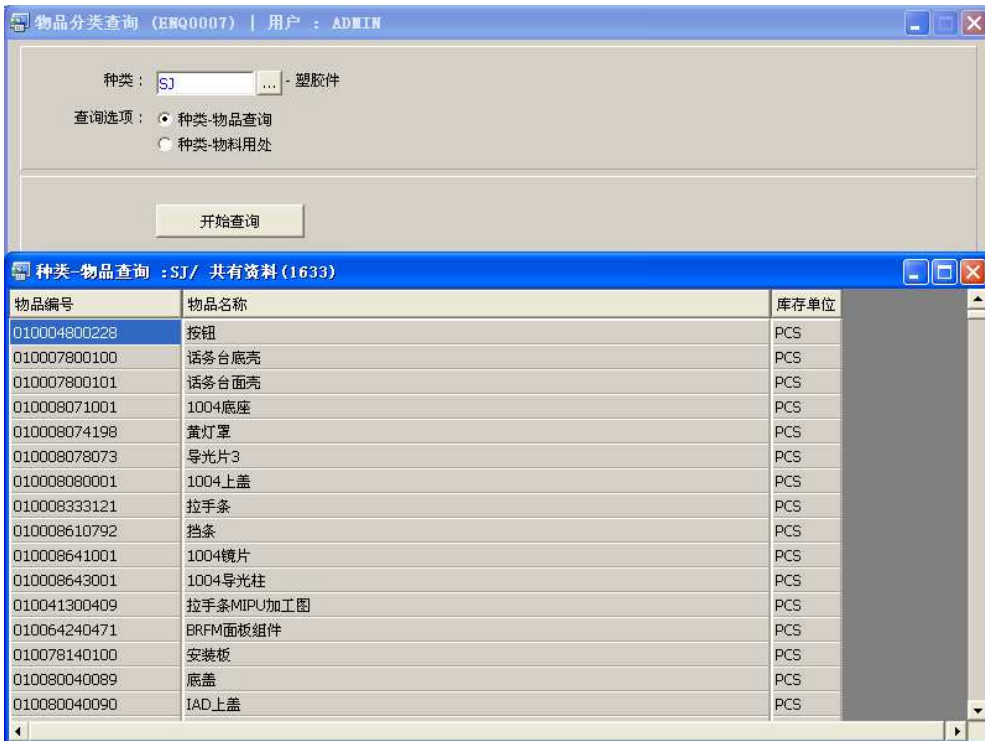 物品分类查询 (ENQ0007) | 用户 : ADMIN
种类： SJ ... - 塑胶件
查询选项： 种类-物品查询
种类-物料用处
开始查询
种类-物品查询 :SJ/ 共有资料(1633)
物品编号 物品名称 库存单位
010004800228 按钮 PCS
010007800100 话务台底壳 PCS
010007800101 话务台面壳 PCS
010008071001 1004底座 PCS
010008074198 黄灯罩 PCS
010008078073 导光片3 PCS
010008080001 1004上盖 PCS
010008333121 拉手条 PCS
010008610792 挡条 PCS
010008641001 1004镜片 PCS
010008643001 1004导光柱 PCS
010041300409 拉手条MIPU加工图 PCS
010064240471 BRFM面板组件 PCS
010078140100 安装板 PCS
010080040089 底盖 PCS
010080040090 IAD上盖 PCS